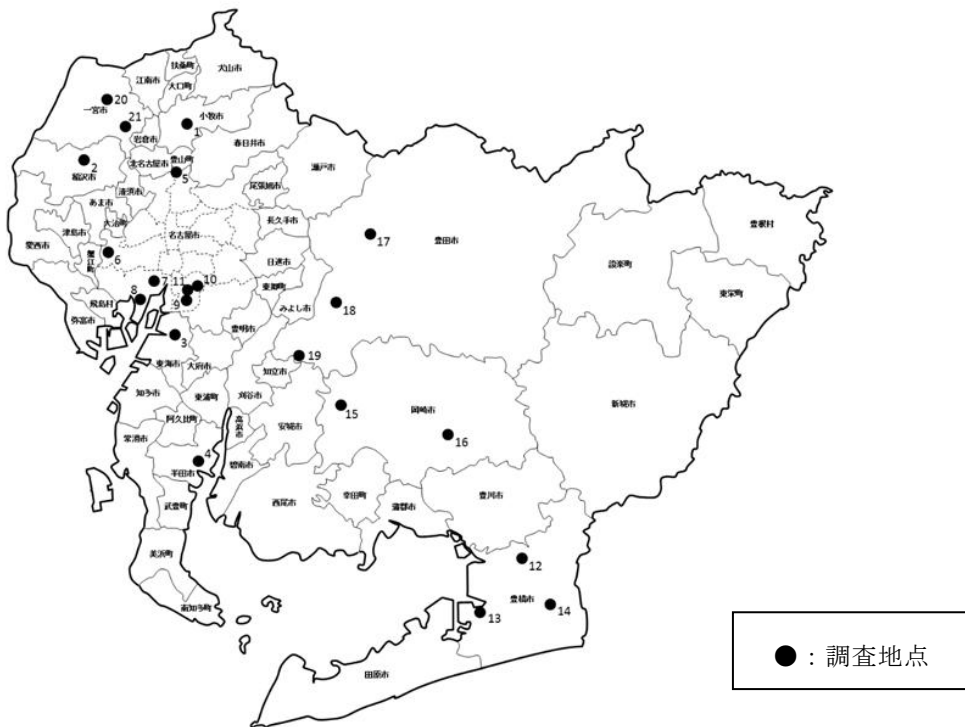 扶桑町
犬山市
江南市
大口町
20
一宮市
小牧市
21
1
岩倉市
春日井市
豊山町
北名古屋市
瀬戸市
2
稲沢市
5
尾張旭市
清須市
あま市
豊根村
長久手市
大治町
津島市
名古屋市
17
豊田市
愛西市
設楽町
蟹江町
6
日進市
東栄町
7
11
10
東郷町
8
9
飛島村
みよし市
18
弥富市
豊明市
3
19
東海市
大府市
知立市
知多市
東浦町
刈谷市
新城市
15
岡崎市
阿久比町
高浜市
安城市
16
常滑市
4
碧南市
半田市
西尾市
幸田町
豊川市
武豊町
蒲郡市
美浜町
12
豊橋市
14
13
南知多町
●：調査地点
田原市